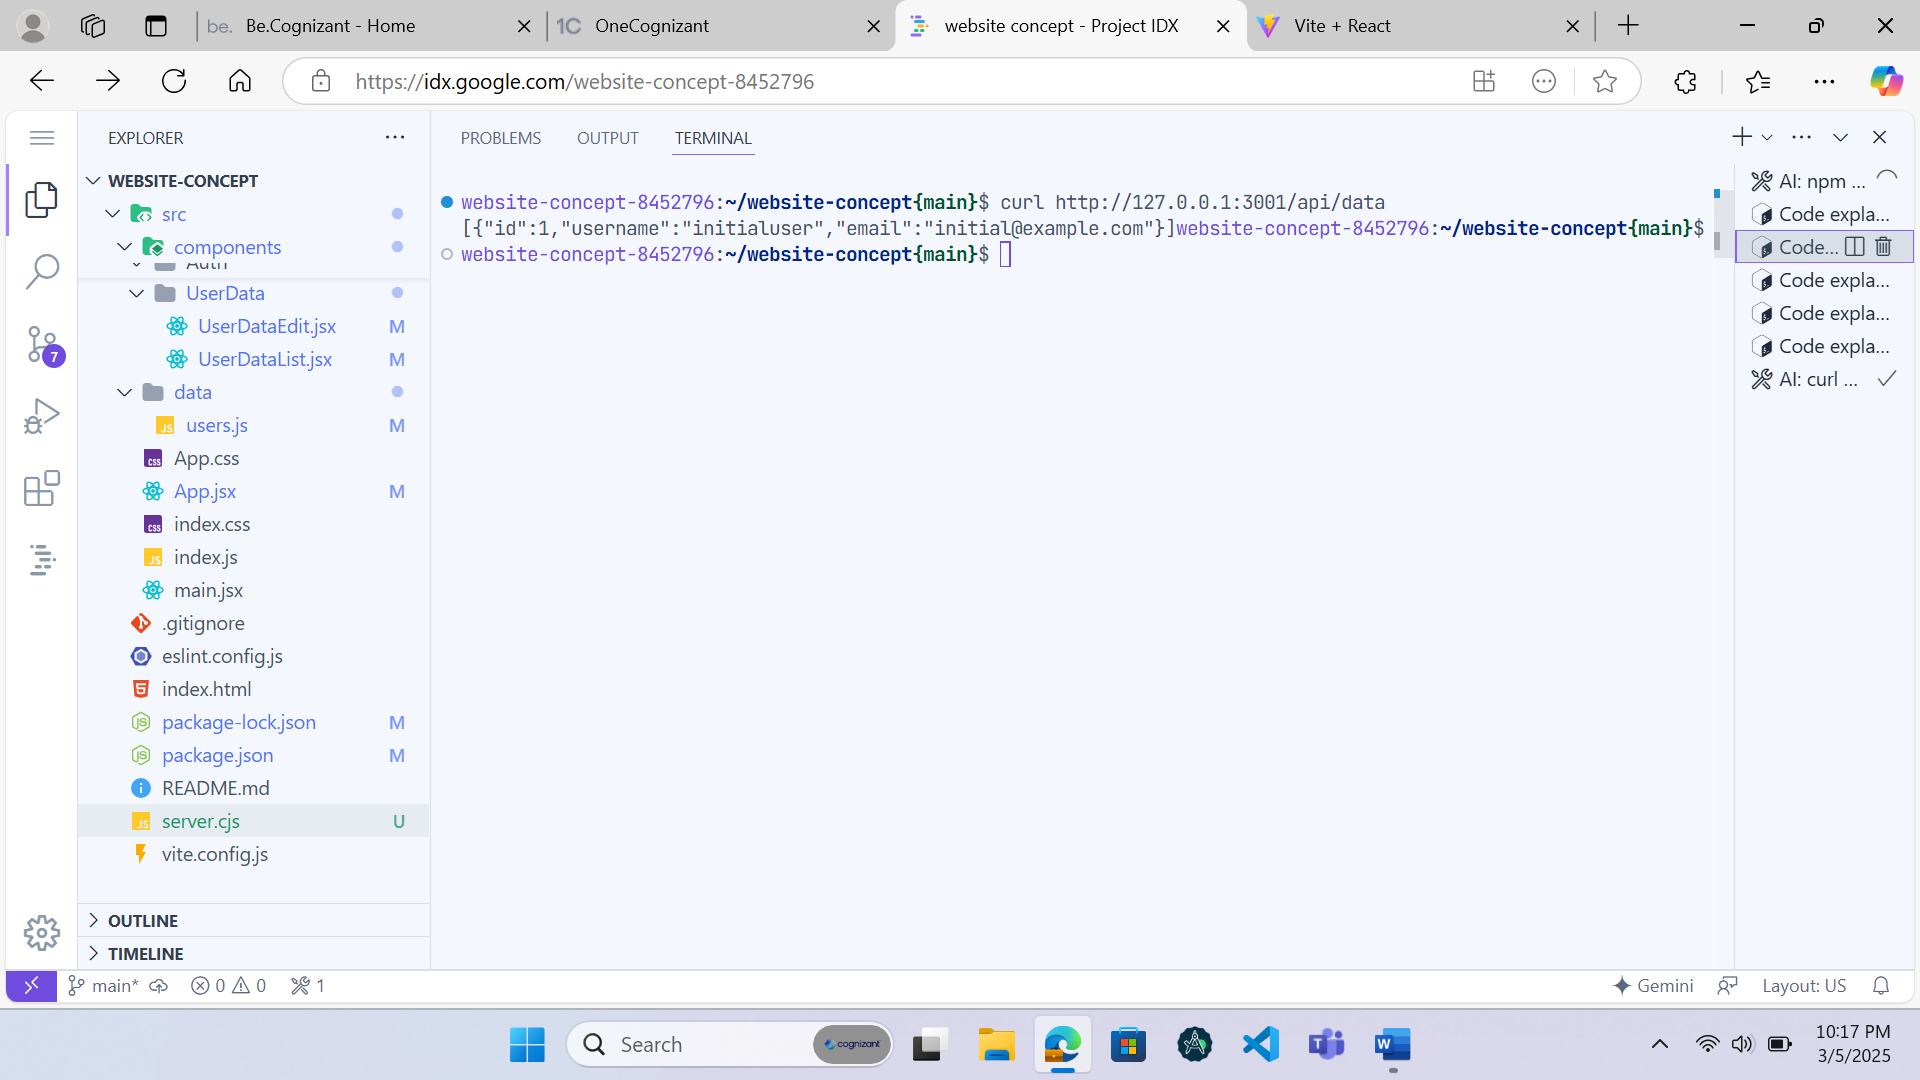 be. Be.Cognizant - Home
1C OneCognizant
website concept - Project IDX
Vite + React
https://idx.google.com/website-concept-8452796
EXPLORER
WEBSITE-CONCEPT
src
components
Auth
UserData
UserDataEdit.jsx M
UserDataList.jsx M
data
users.js M
App.css
App.jsx M
index.css
index.js
main.jsx
.gitignore
eslint.config.js
index.html
package-lock.json M
package.json M
README.md
server.cjs U
vite.config.js
OUTLINE
TIMELINE
7
PROBLEMS OUTPUT TERMINAL
website-concept-8452796:~/website-concept{main}$ curl http://127.0.0.1:3001/api/data
[{"id":1,"username":"initialuser","email":"initial@example.com"}]website-concept-8452796:~/website-concept{main}$
website-concept-8452796:~/website-concept{main}$
AI: npm ...
Code expla...
Code...
Code expla...
Code expla...
Code expla...
AI: curl ...
main* 0 0 1
Gemini Layout: US
Search cognizant
10:17 PM
3/5/2025